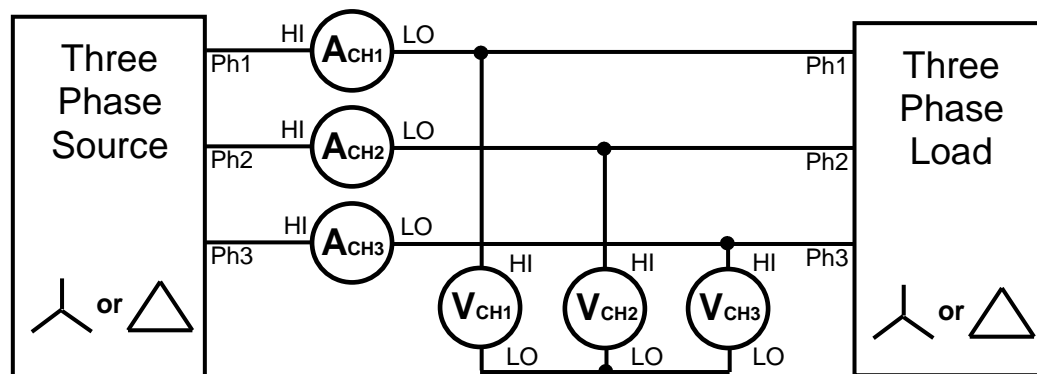 Three
Phase
Source
HI
ACH1
LO
Ph1
HI
ACH2
LO
Ph2
HI
ACH3
LO
Ph3
or
Ph1
Ph2
Ph3
HI
VCH1
LO
HI
VCH2
LO
HI
VCH3
LO
Three
Phase
Load
or